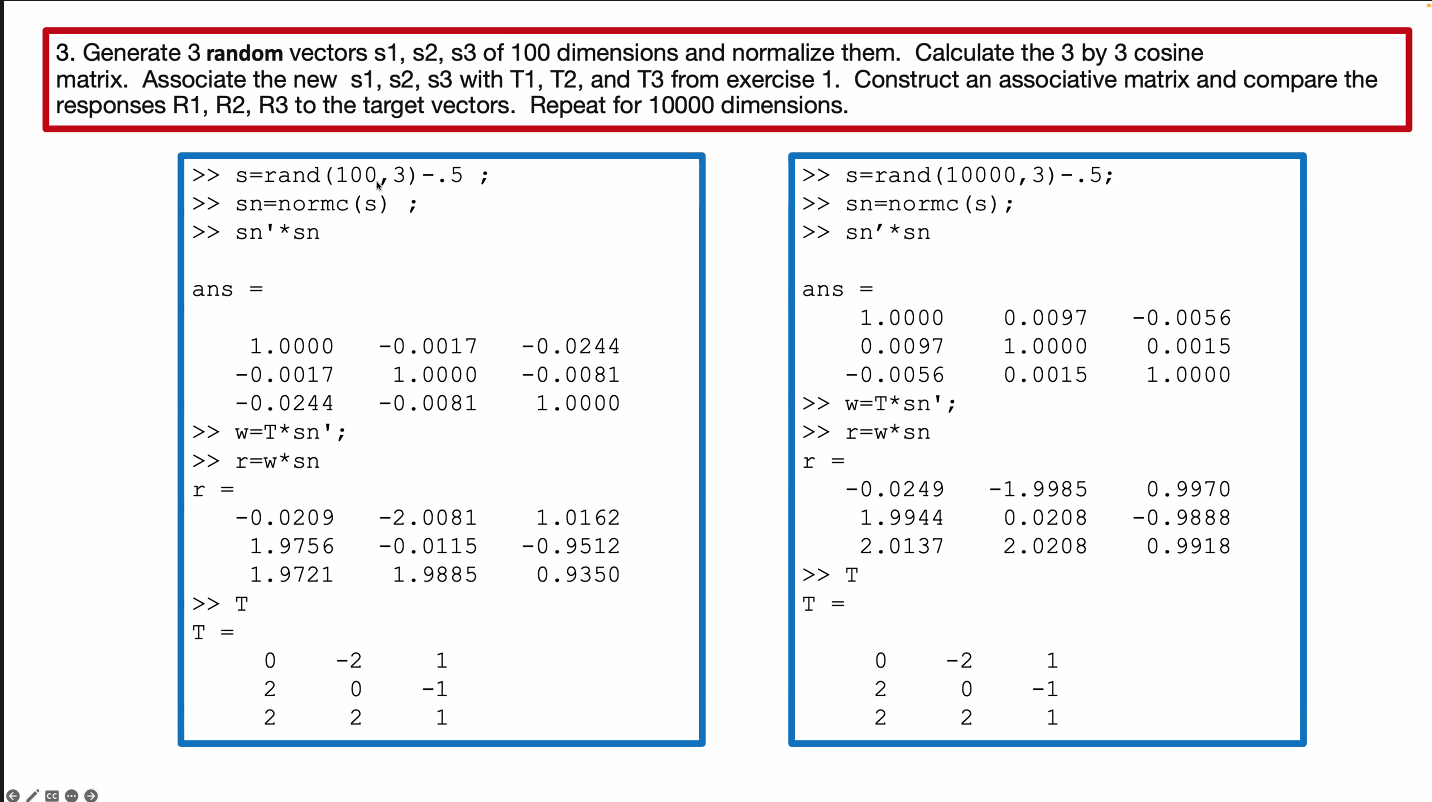 3. Generate 3 random vectors s1, s2, s3 of 100 dimensions and normalize them.  Calculate the 3 by 3 cosine
matrix.  Associate the new  s1, s2, s3 with T1, T2, and T3 from exercise 1.  Construct an associative matrix and compare the
responses R1, R2, R3 to the target vectors.  Repeat for 10000 dimensions.
>> s=rand(100,3)-.5 ;
>> sn=normc(s) ;
>> sn'*sn
ans =
1.0000 -0.0017 -0.0244
-0.0017 1.0000 -0.0081
-0.0244 -0.0081 1.0000
>> w=T*sn';
>> r=w*sn
r =
-0.0209 -2.0081 1.0162
1.9756 -0.0115 -0.9512
1.9721 1.9885 0.9350
>> T
T =
0 -2 1
2 0 -1
2 2 1
>> s=rand(10000,3)-.5;
>> sn=normc(s);
>> sn’*sn
ans =
1.0000 0.0097 -0.0056
0.0097 1.0000 0.0015
-0.0056 0.0015 1.0000
>> w=T*sn';
>> r=w*sn
r =
-0.0249 -1.9985 0.9970
1.9944 0.0208 -0.9888
2.0137 2.0208 0.9918
>> T
T =
0 -2 1
2 0 -1
2 2 1
CC